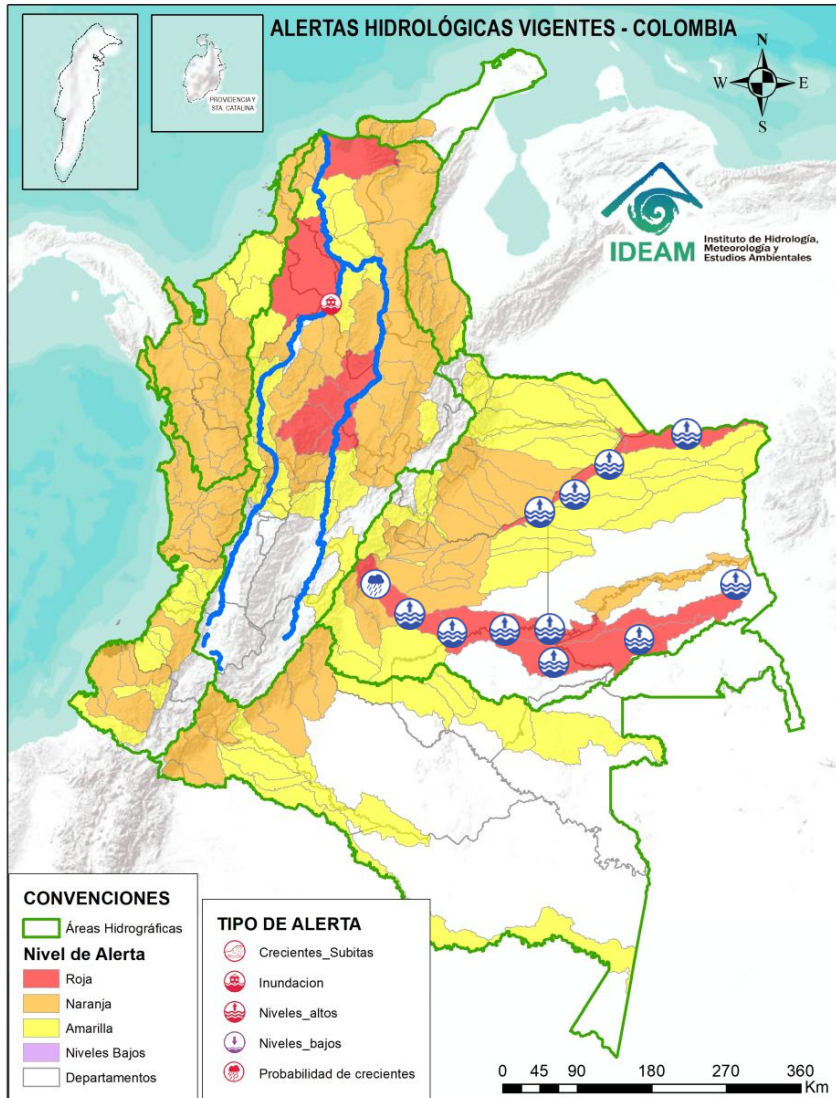 ALERTAS HIDROLÓGICAS VIGENTES - COLOMBIA
PROVIDENCIA Y
STA. CATALINA
N
W
E
S
IDEAM
Instituto de Hidrología,
Meteorología y
Estudios Ambientales
CONVENCIONES
Áreas Hidrográficas
Nivel de Alerta
Roja
Naranja
Amarilla
Niveles Bajos
Departamentos
TIPO DE ALERTA
Crecientes_Subitas
Inundacion
Niveles_altos
Niveles_bajos
Probabilidad de crecientes
0 45 90 180 270 360
Km